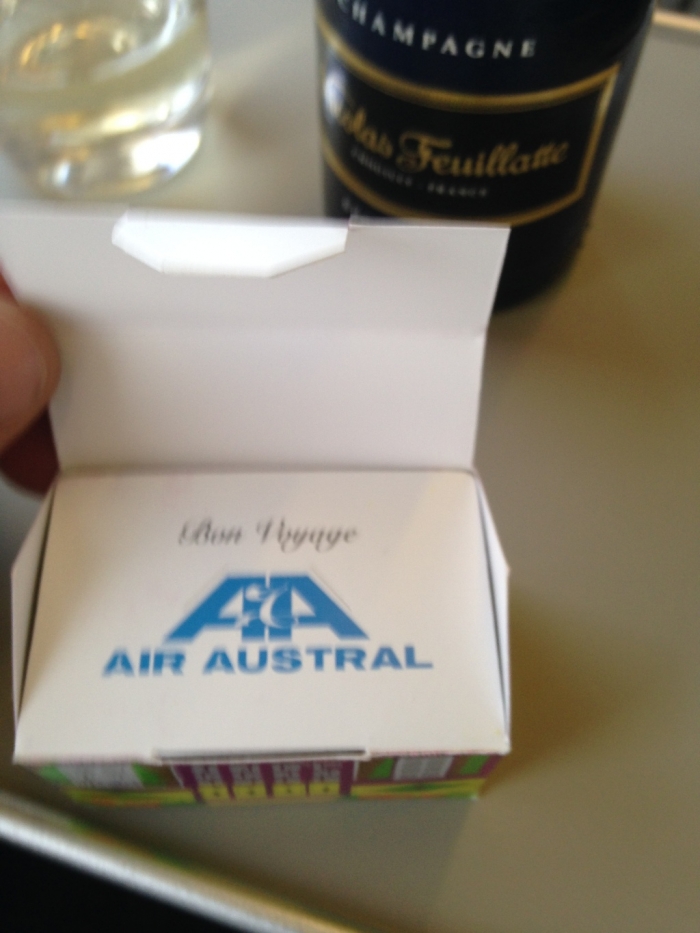 CHAMPAGNE
Feuillatte
Bon Voyage
AIR AUSTRAL